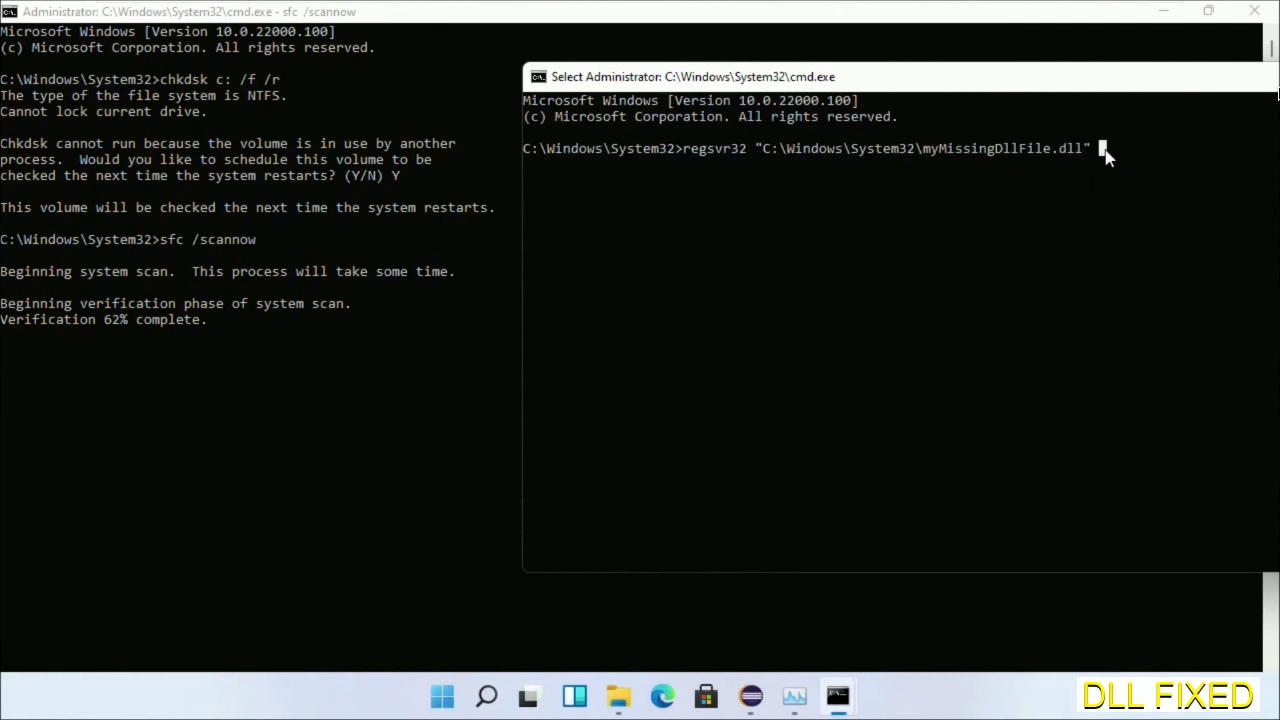 Administrator: C:\Windows\System32\cmd.exe - sfc /scannow
Microsoft Windows [Version 10.0.22000.100]
(c) Microsoft Corporation. All rights reserved.
C:\Windows\System32>chkdsk c: /f /r
The type of the file system is NTFS.
Cannot lock current drive.
Chkdsk cannot run because the volume is in use by another
process.  Would you like to schedule this volume to be
checked the next time the system restarts? (Y/N) Y
This volume will be checked the next time the system restarts.
C:\Windows\System32>sfc /scannow
Beginning system scan.  This process will take some time.
Beginning verification phase of system scan.
Verification 62% complete.
Select Administrator: C:\Windows\System32\cmd.exe
Microsoft Windows [Version 10.0.22000.100]
(c) Microsoft Corporation. All rights reserved.
C:\Windows\System32>regsvr32 "C:\Windows\System32\myMissingDllFile.dll"
DLL FIXED